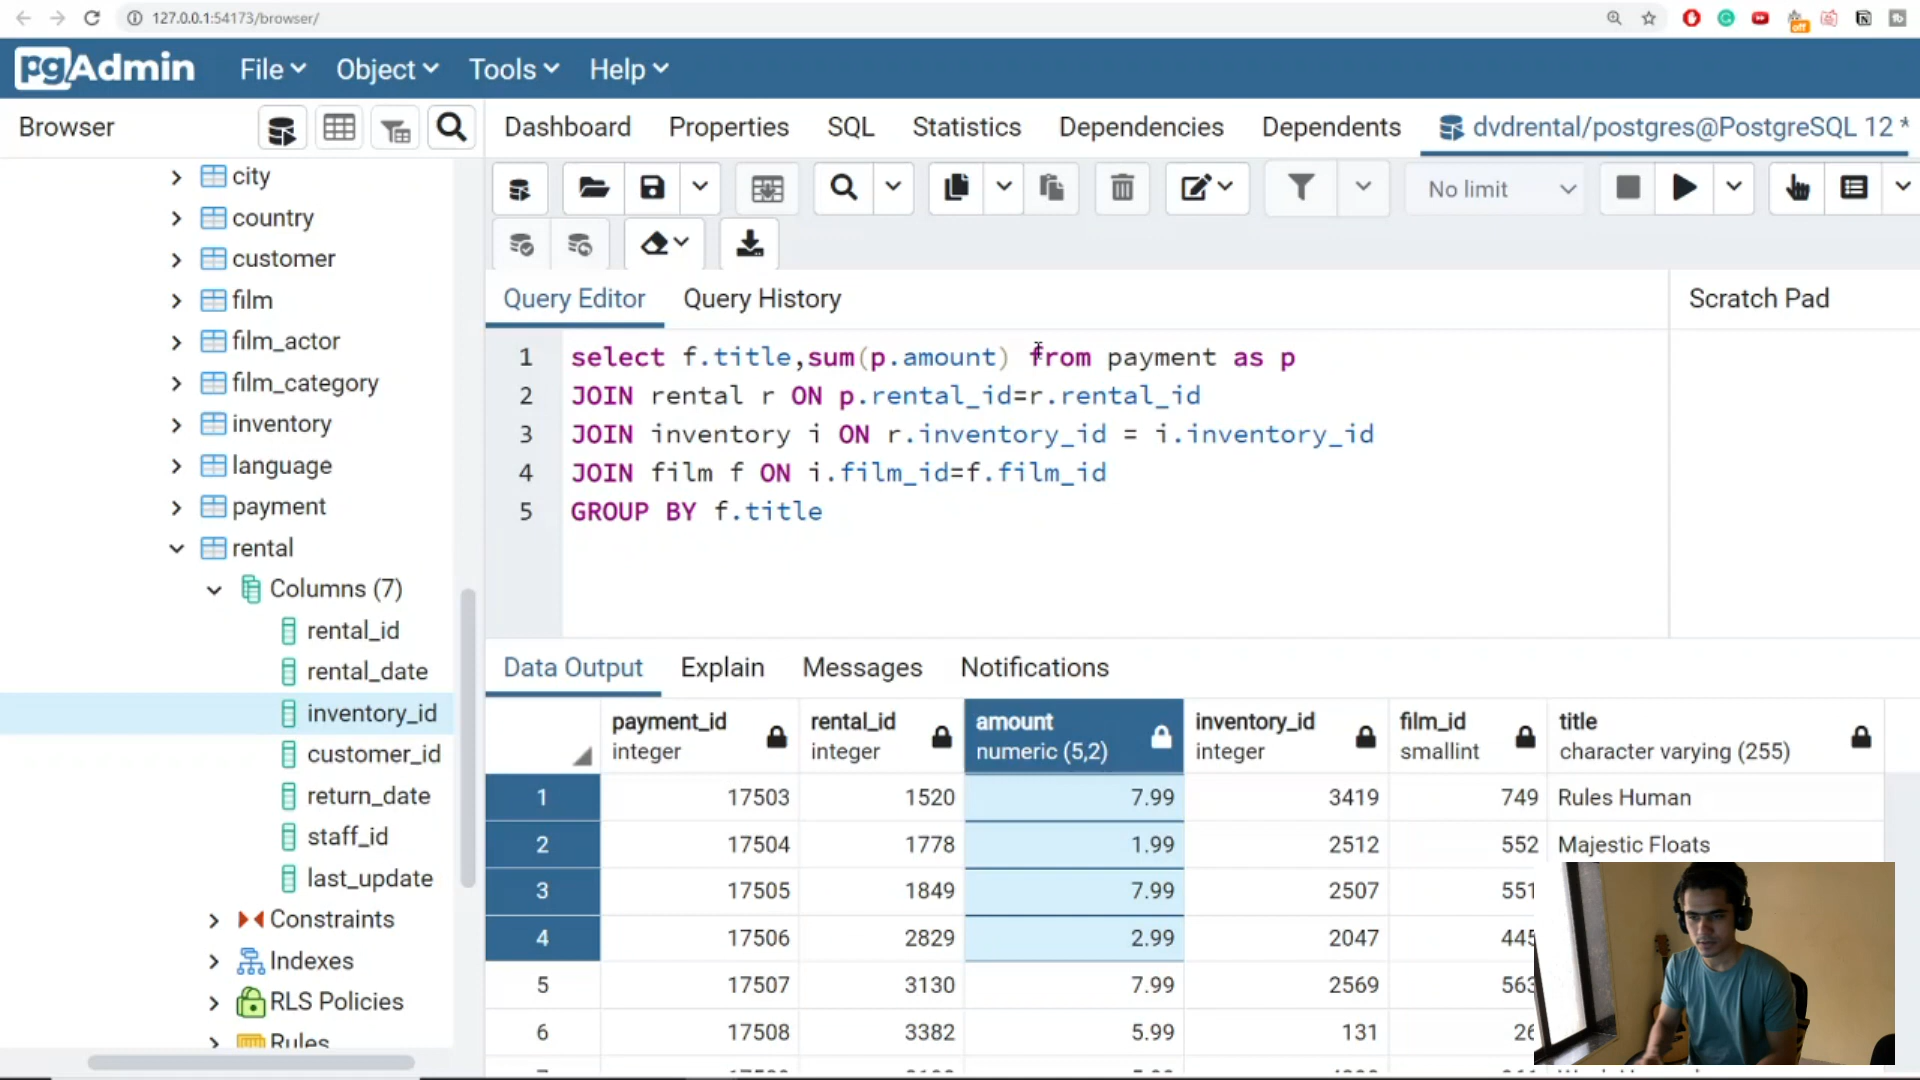 127.0.0.1:54173/browser/
off
pgAdmin File Object Tools Help
Browser
Dashboard Properties SQL Statistics Dependencies Dependents dvdrental/postgres@PostgreSQL 12 *
No limit
city
country
customer
film
film_actor
film_category
inventory
language
payment
rental
Columns (7)
rental_id
rental_date
inventory_id
customer_id
return_date
staff_id
last_update
Constraints
Indexes
RLS Policies
Rules
Query Editor Query History Scratch Pad
1 select f.title,sum(p.amount) from payment as p
2 JOIN rental r ON p.rental_id=r.rental_id
3 JOIN inventory i ON r.inventory_id = i.inventory_id
4 JOIN film f ON i.film_id=f.film_id
5 GROUP BY f.title
Data Output Explain Messages Notifications
payment_id rental_id amount inventory_id film_id title
integer integer numeric (5,2) integer smallint character varying (255)
1 17503 1520 7.99 3419 749 Rules Human
2 17504 1778 1.99 2512 552 Majestic Floats
3 17505 1849 7.99 2507 551
4 17506 2829 2.99 2047 445
5 17507 3130 7.99 2569 563
6 17508 3382 5.99 131 26